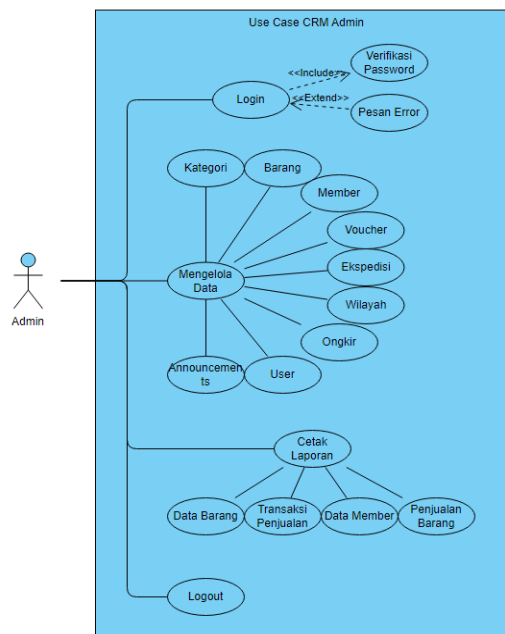 Use Case CRM Admin
Verifikasi
Password
<<Include>>
Login
<<Extend>>
Pesan Error
Kategori
Barang
Member
Voucher
Mengelola
Data
Ekspedisi
Wilayah
Ongkir
Announcemen
ts
User
Admin
Cetak
Laporan
Data Barang
Transaksi
Penjualan
Data Member
Penjualan
Barang
Logout